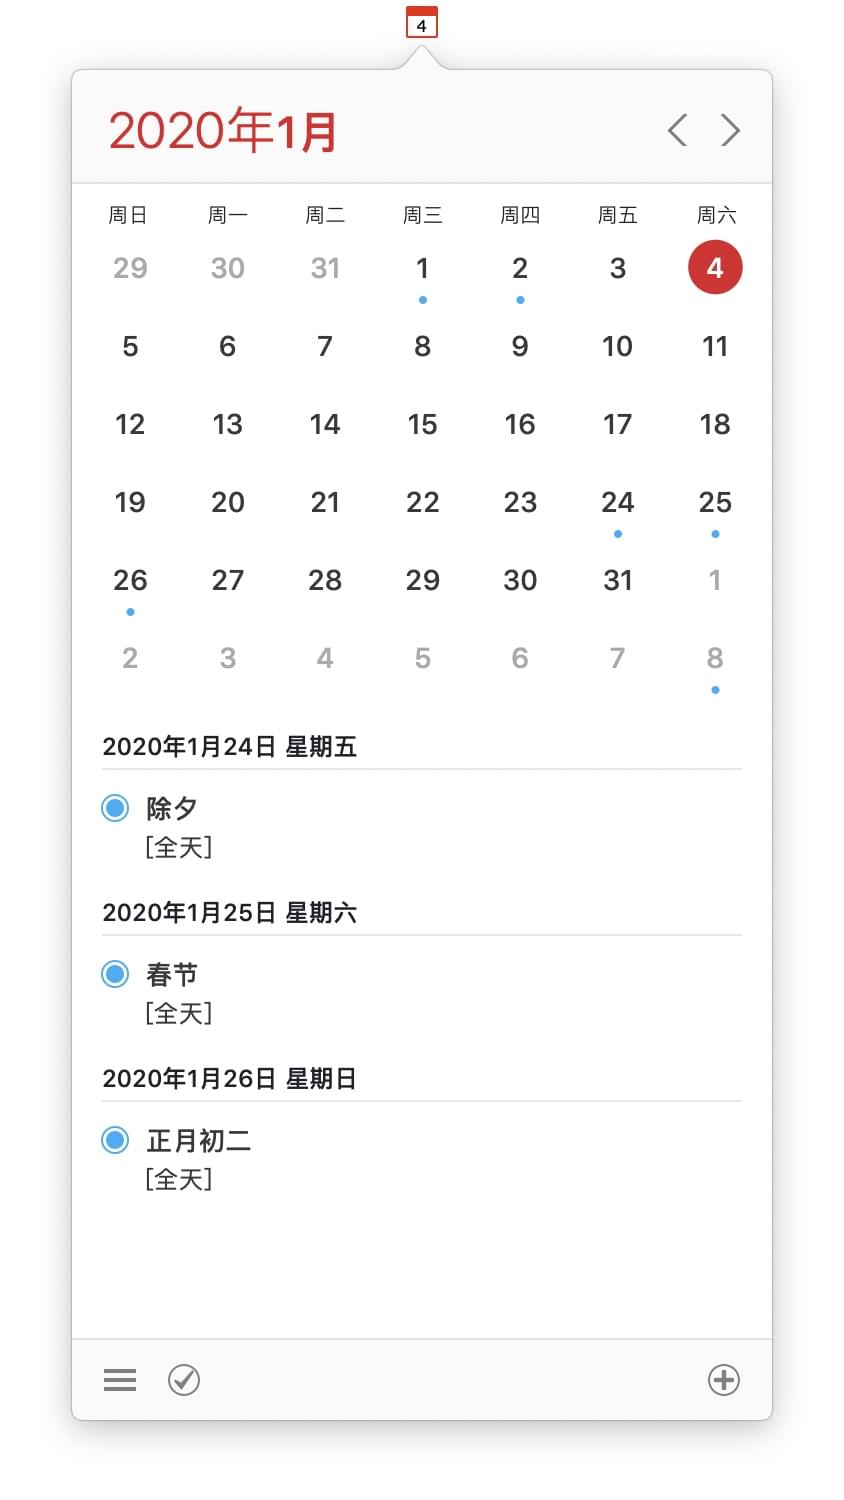 4
2020年1月
周日 周一 周二 周三 周四 周五 周六
29 30 31 1 2 3 4
5 6 7 8 9 10 11
12 13 14 15 16 17 18
19 20 21 22 23 24 25
26 27 28 29 30 31 1
2 3 4 5 6 7 8
2020年1月24日 星期五
除夕
[全天]
2020年1月25日 星期六
春节
[全天]
2020年1月26日 星期日
正月初二
[全天]